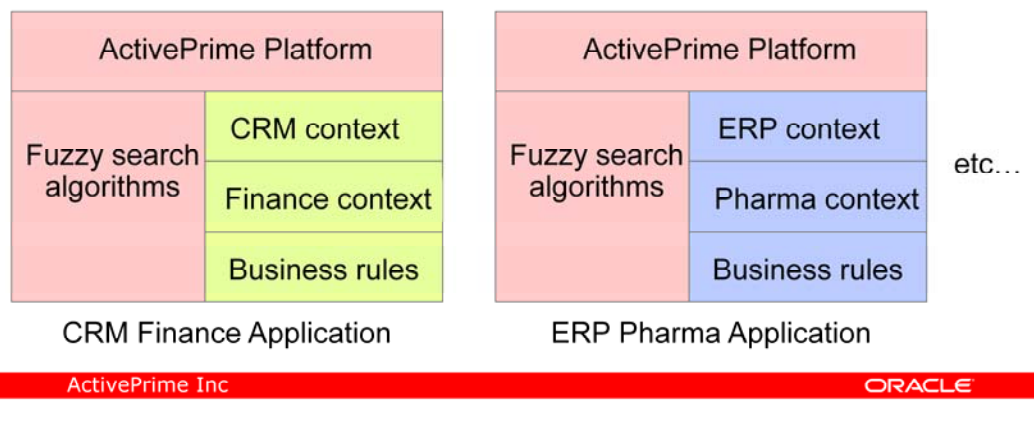 ActivePrime Platform
Fuzzy search
algorithms
CRM context
Finance context
Business rules
CRM Finance Application
ActivePrime Platform
Fuzzy search
algorithms
ERP context
Pharma context
Business rules
ERP Pharma Application
etc…
ActivePrime Inc
ORACLE